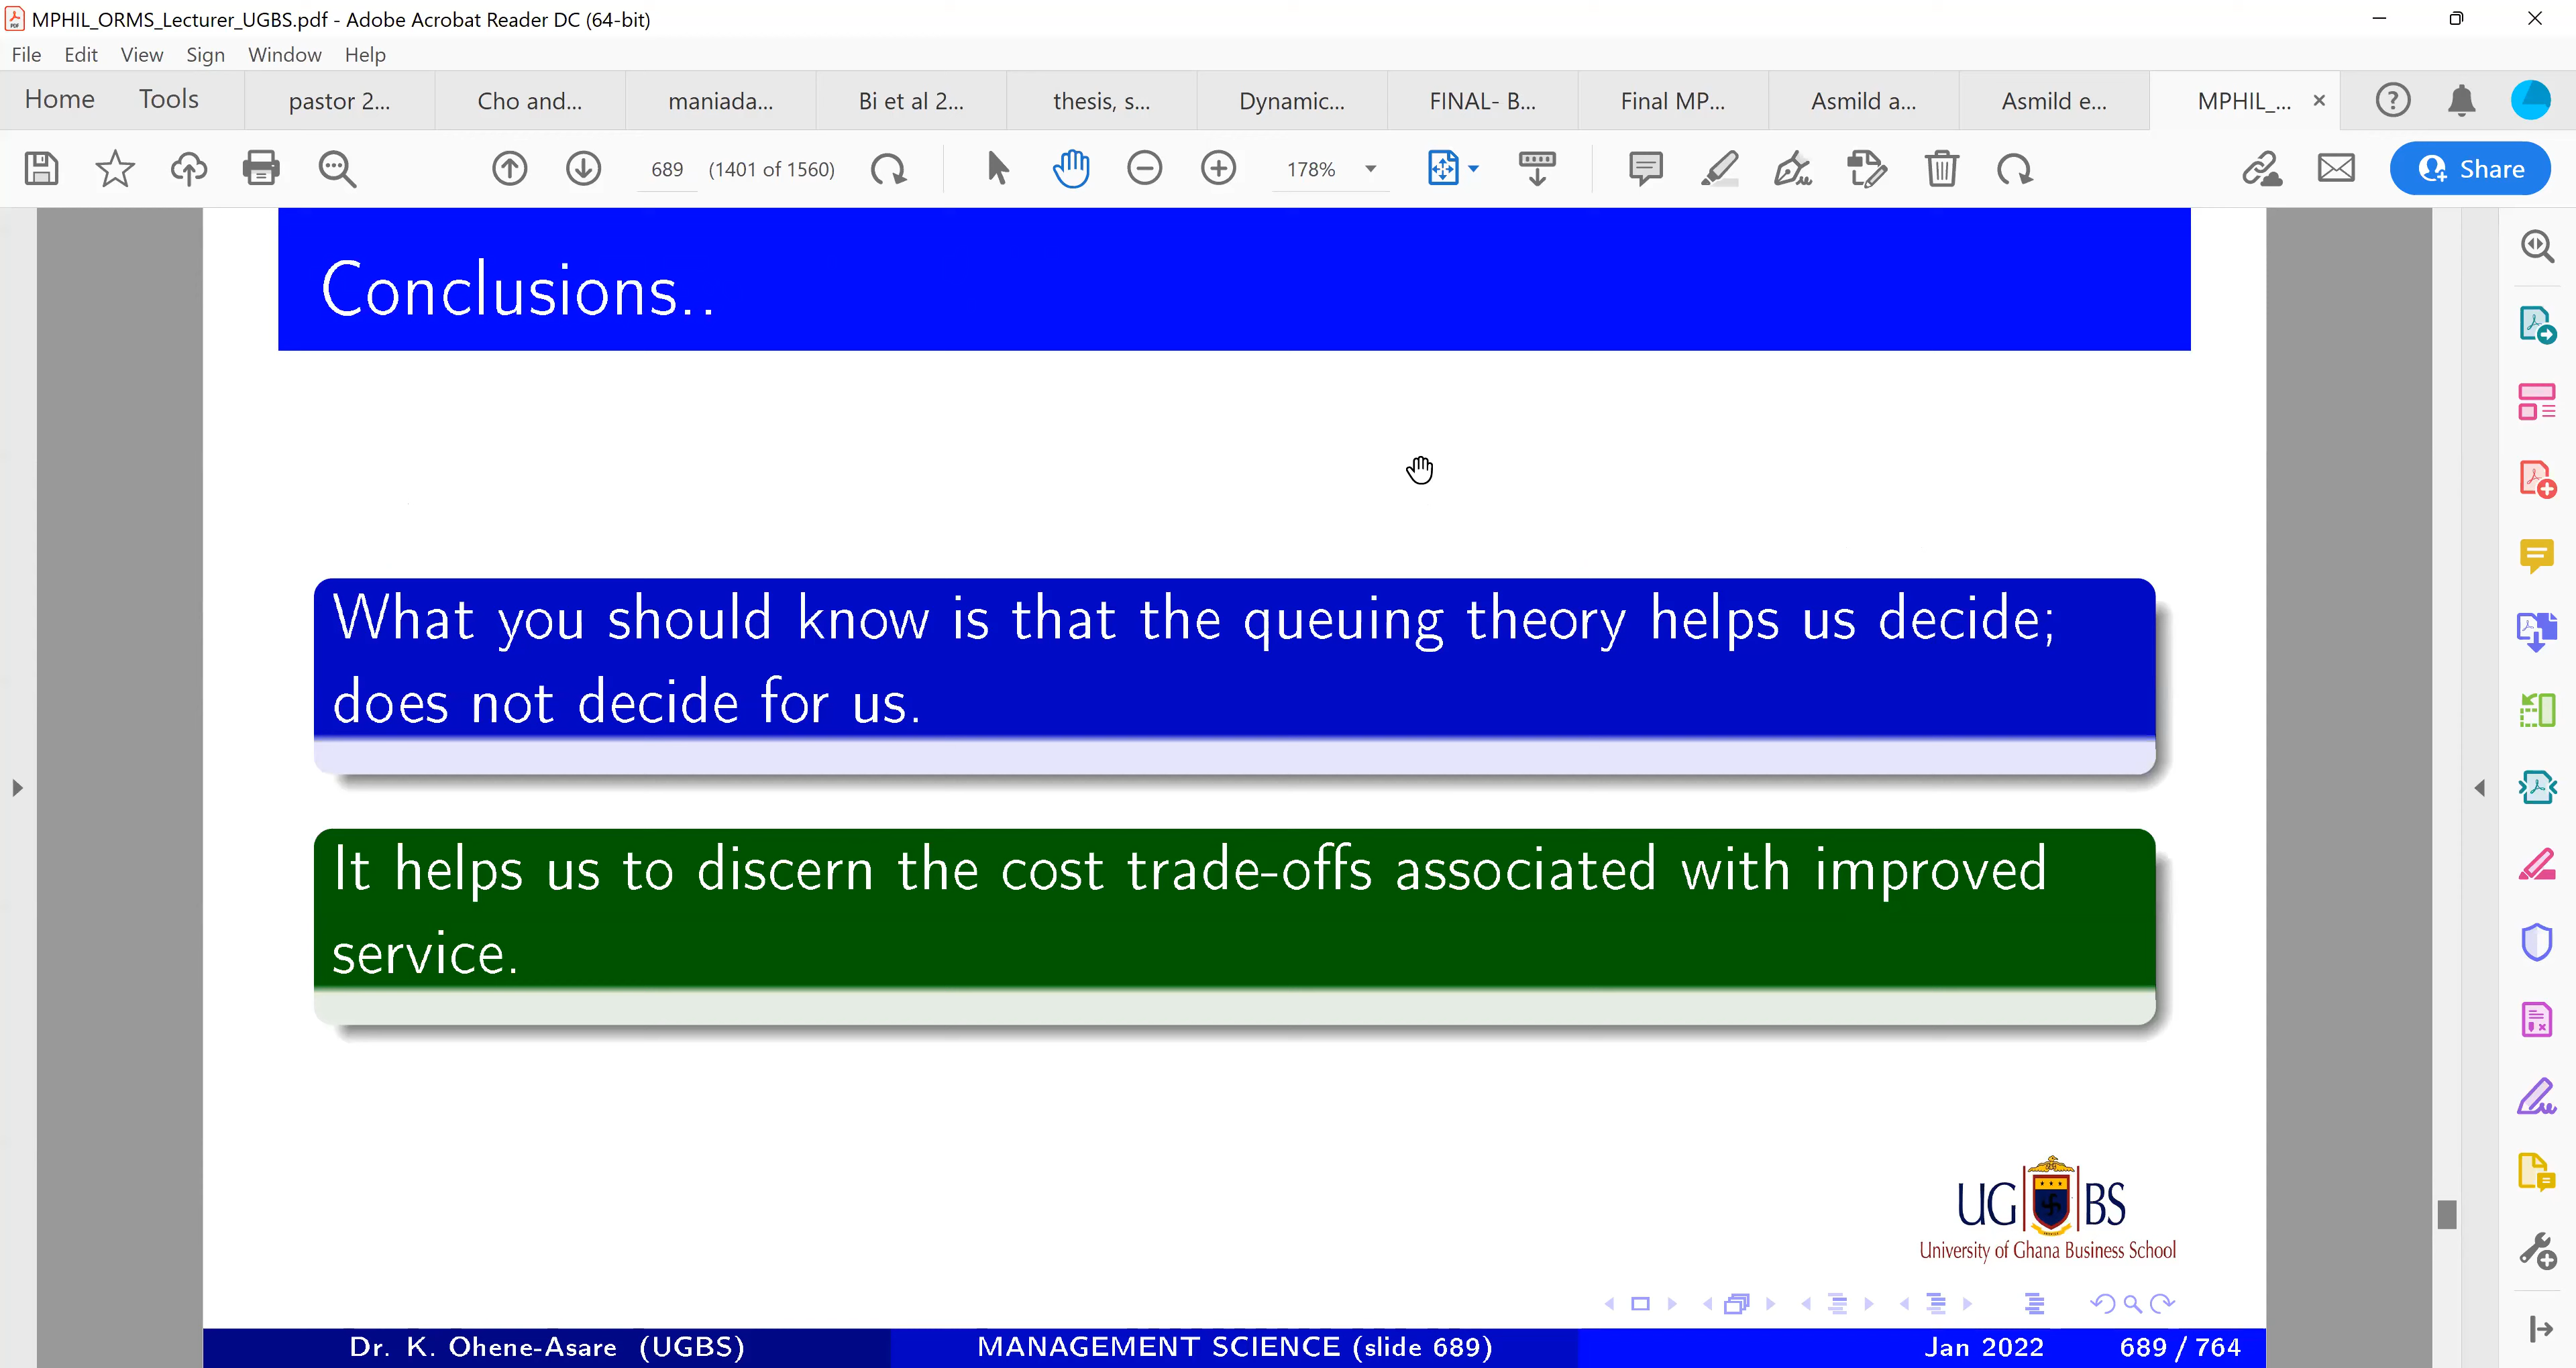 MPHIL_ORMS_Lecturer_UGBS.pdf - Adobe Acrobat Reader DC (64-bit)
File Edit View Sign Window Help
Home Tools pastor 2... Cho and... maniada... Bi et al 2... thesis, s... Dynamic... FINAL- B... Final MP... Asmild a... Asmild e... MPHIL_...
689 (1401 of 1560) 178% Share
Conclusions..
What you should know is that the queuing theory helps us decide;
does not decide for us.
It helps us to discern the cost trade-offs associated with improved
service.
UG BS
University of Ghana Business School
Dr. K. Ohene-Asare (UGBS) MANAGEMENT SCIENCE (slide 689) Jan 2022 689 / 764